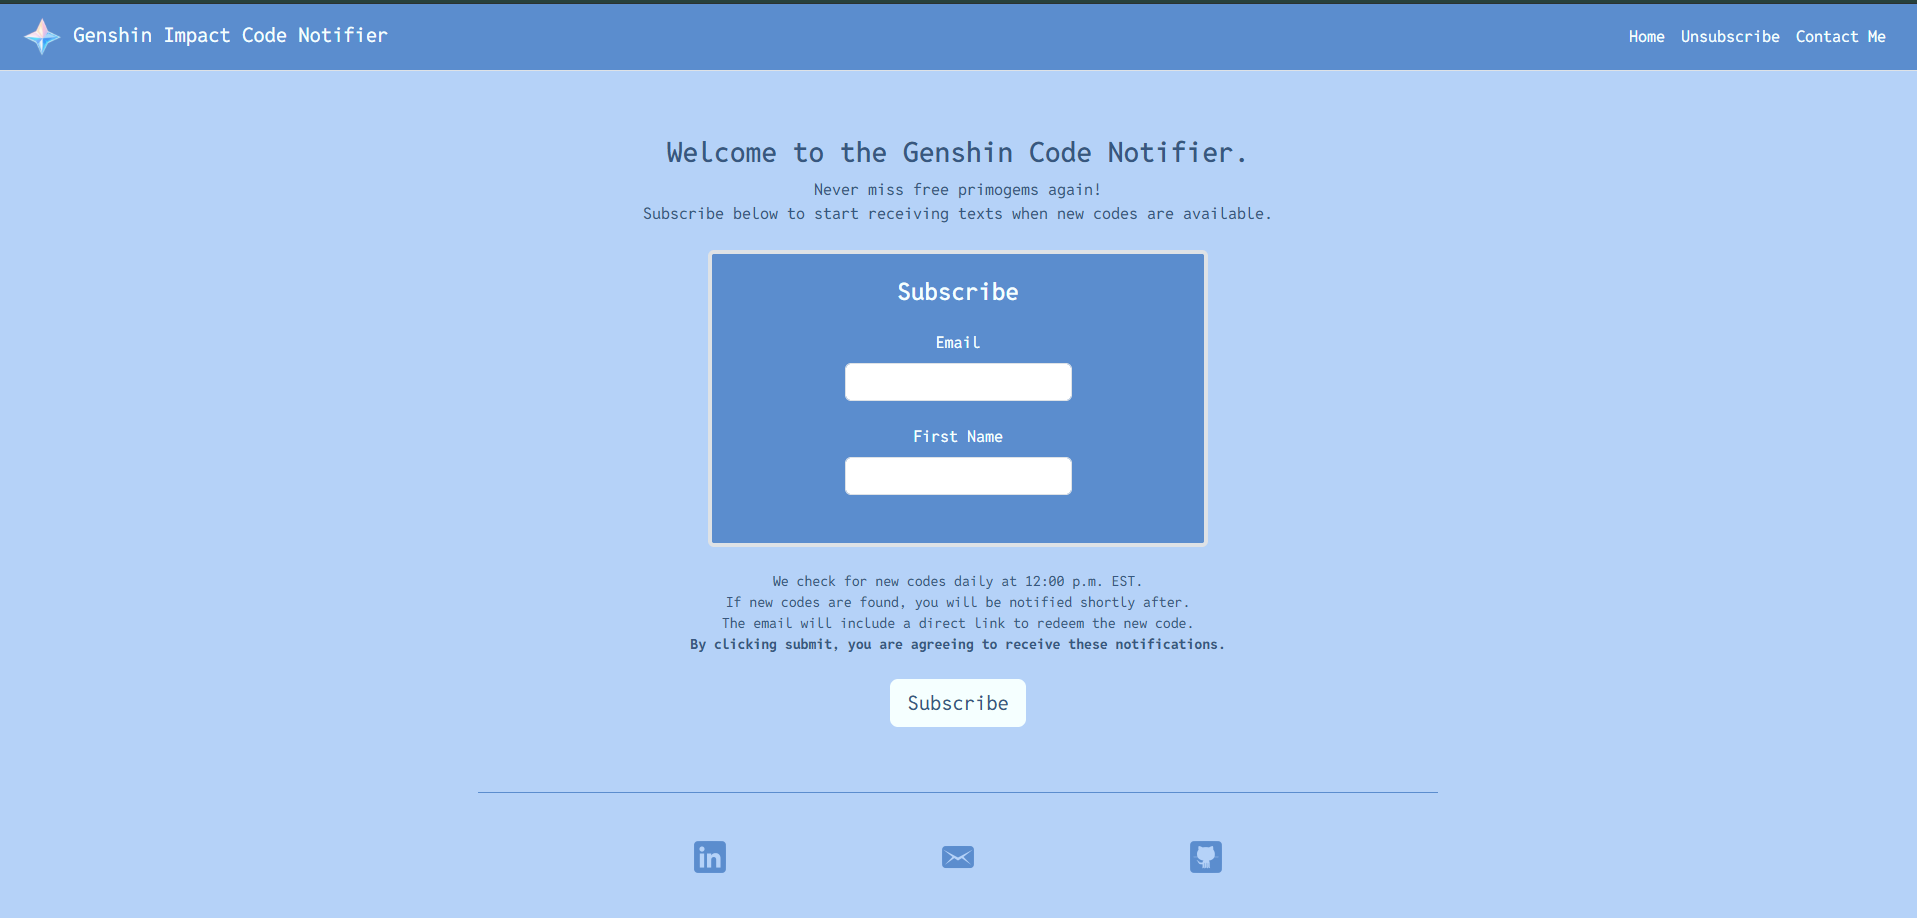 Genshin Impact Code Notifier
Home Unsubscribe Contact Me
Welcome to the Genshin Code Notifier.
Never miss free primogems again!
Subscribe below to start receiving texts when new codes are available.
Subscribe
Email
First Name
We check for new codes daily at 12:00 p.m. EST.
If new codes are found, you will be notified shortly after.
The email will include a direct link to redeem the new code.
By clicking submit, you are agreeing to receive these notifications.
Subscribe
in